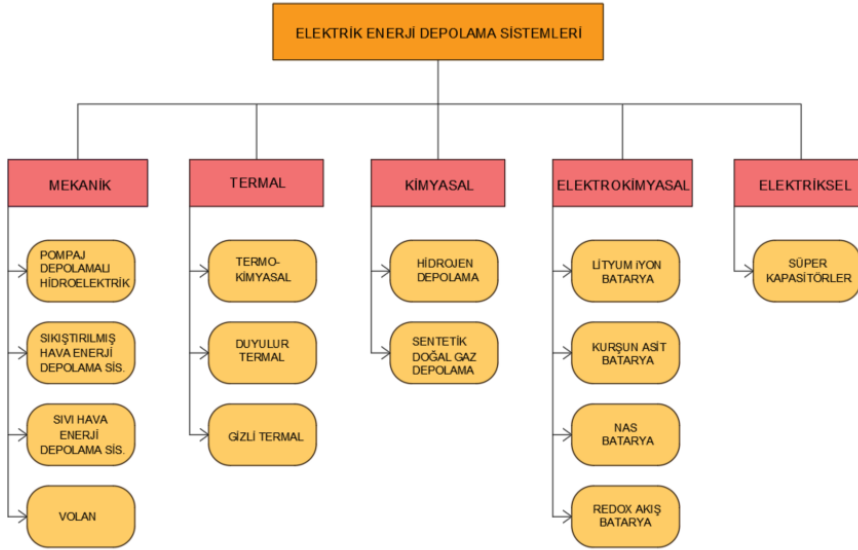 ELEKTRİK ENERJİ DEPOLAMA SİSTEMLERİ
MEKANİK
POMPAJ
DEPOLAMALI
HİDROELEKTRİK
SIKIŞTIRILMIŞ
HAVA ENERJİ
DEPOLAMA SİS.
SIVI HAVA
ENERJİ
DEPOLAMA SİS.
VOLAN
TERMAL
TERMO-
KİMYASAL
DUYULUR
TERMAL
GİZLİ TERMAL
KİMYASAL
HİDROJEN
DEPOLAMA
SENTETİK
DOĞAL GAZ
DEPOLAMA
ELEKTROKİMYASAL
LİTYUM iYON
BATARYA
KURŞUN ASİT
BATARYA
NAS
BATARYA
REDOX AKIŞ
BATARYA
ELEKTRİKSEL
SÜPER
KAPASİTÖRLER